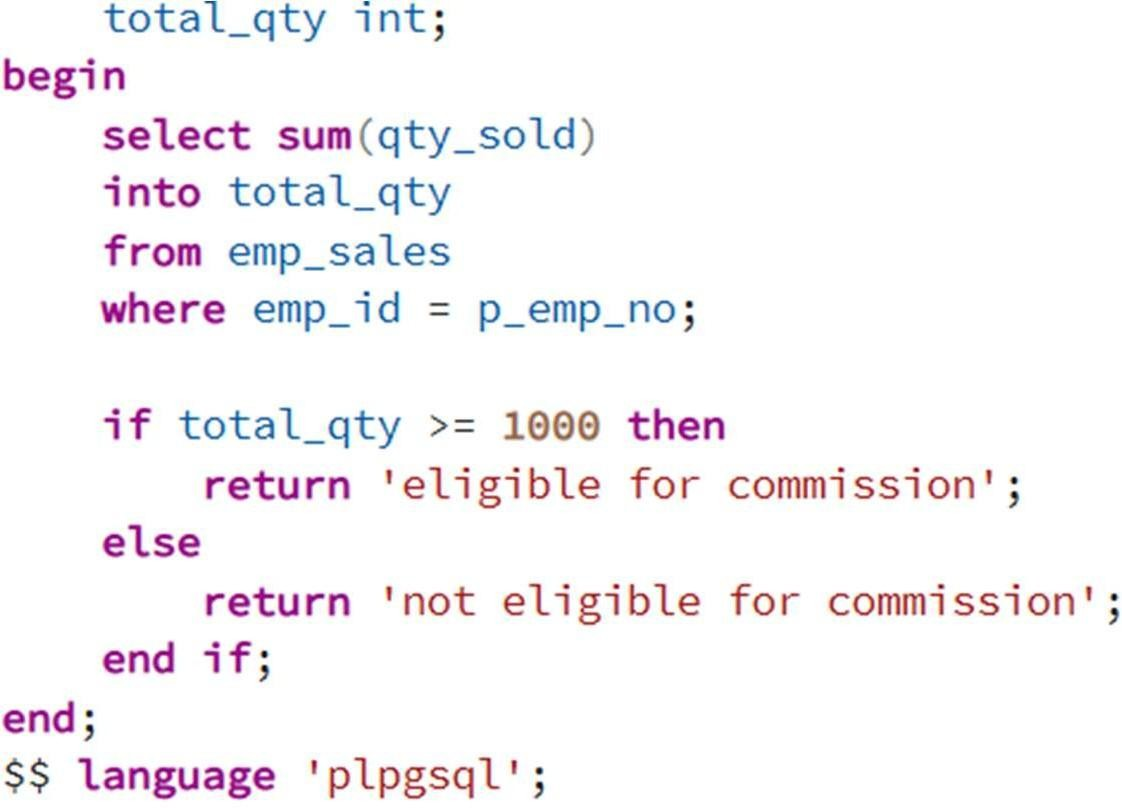 total_qty int;
begin
select sum(qty_sold)
into total_qty
from emp_sales
where emp_id = p_emp_no;
if total_qty >= 1000 then
return 'eligible for commission';
else
return 'not eligible for commission';
end if;
end;
$$ language 'plpgsql';